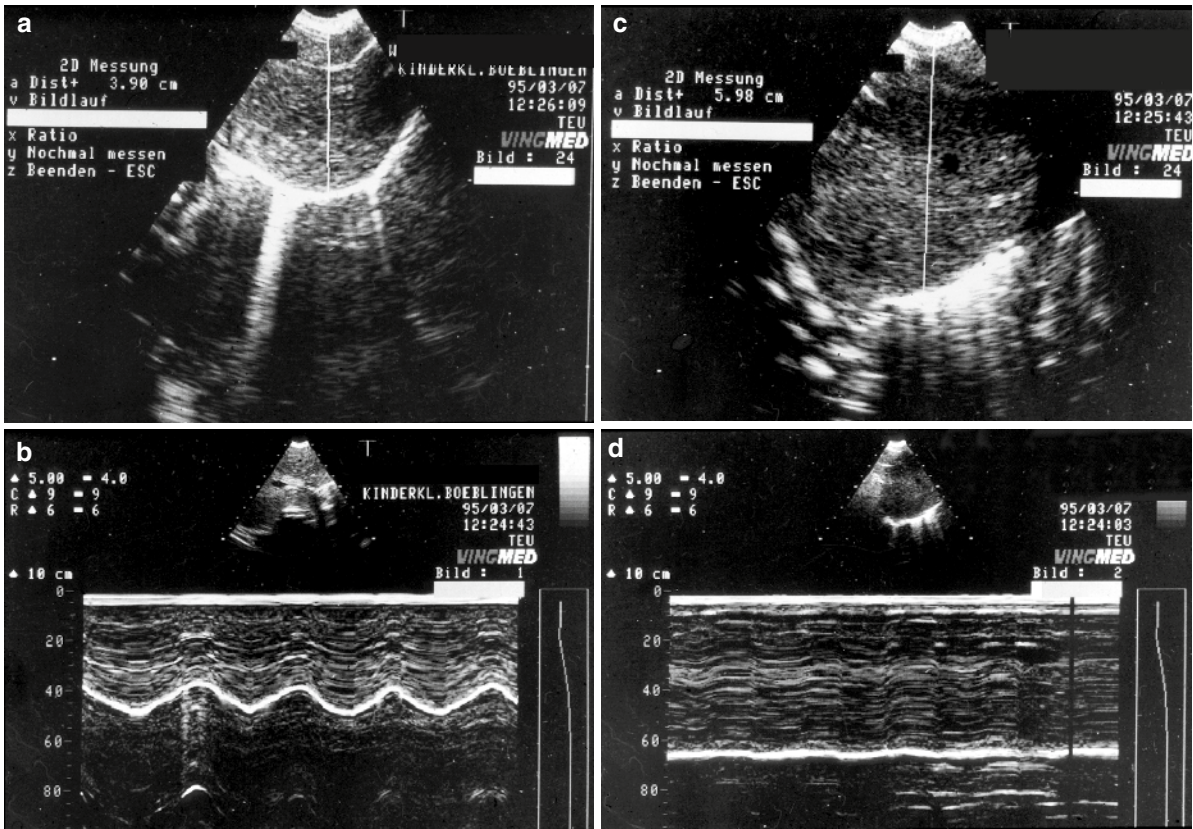 a
2D Messung
a Dist+ 3.90 cm
v Bildlauf
x Ratio
y Nochmal messen
z Beenden - ESC
KINDERKL.BOEBLINGEN
95/03/07
12:26:09
TEU
VINGMED
Bild : 24
c
2D Messung
a Dist+ 5.98 cm
v Bildlauf
x Ratio
y Nochmal messen
z Beenden - ESC
95/03/07
12:25:43
TEU
VINGMED
Bild : 24
b
5.00 4.0
C 9 9
R 6 6
10 cm
KINDERKL.BOEBLINGEN
95/03/07
12:24:43
TEU
VINGMED
Bild : 1
0
20
40
60
80
d
5.00 4.0
C 9 9
R 6 6
10 cm
95/03/07
12:24:03
TEU
VINGMED
Bild : 2
0
20
40
60
80